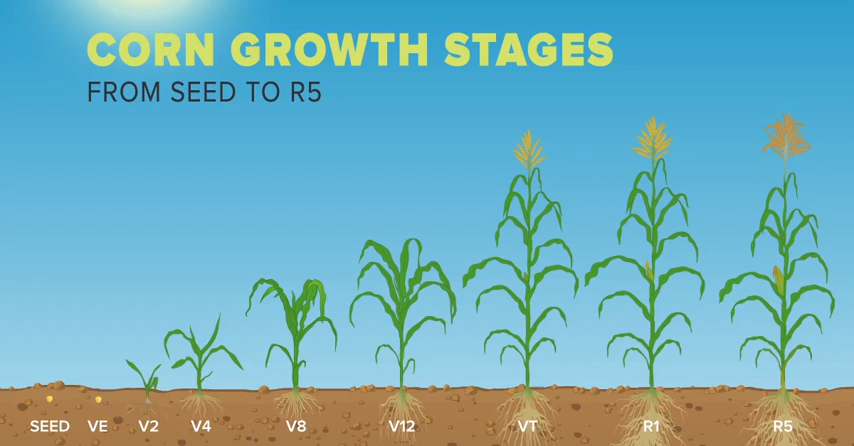 CORN GROWTH STAGES
FROM SEED TO R5
SEED VE V2 V4 V8 V12 VT R1 R5